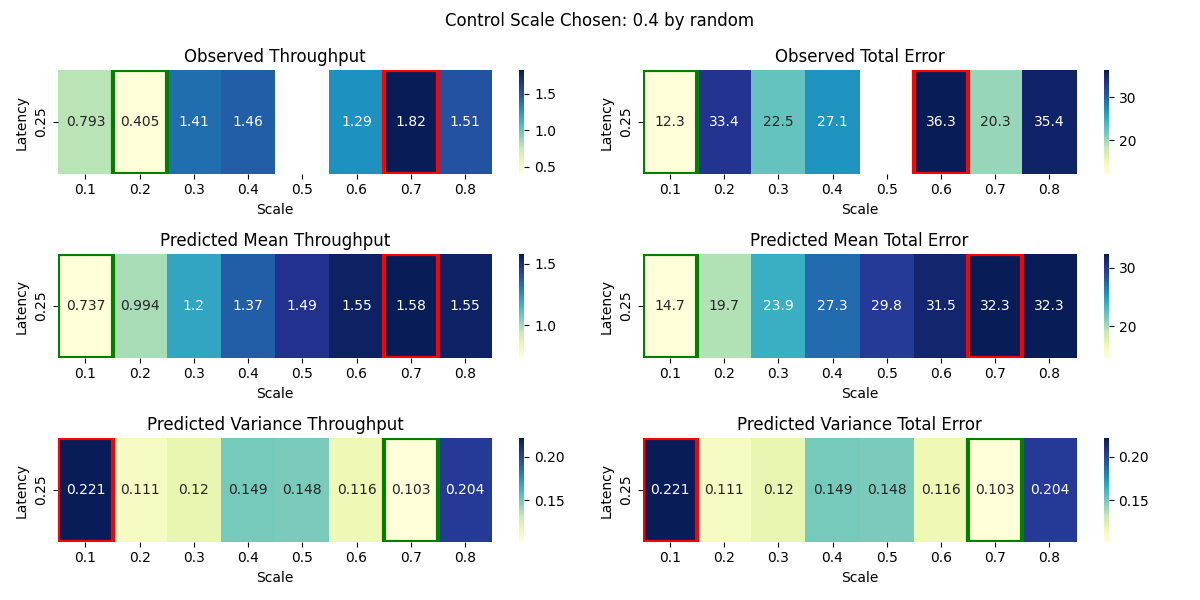 Control Scale Chosen: 0.4 by random
Observed Throughput
Latency
0.25
0.793 0.405 1.41 1.46 1.29 1.82 1.51
0.1 0.2 0.3 0.4 0.5 0.6 0.7 0.8
Scale
1.5
1.0
0.5
Observed Total Error
Latency
0.25
12.3 33.4 22.5 27.1 36.3 20.3 35.4
0.1 0.2 0.3 0.4 0.5 0.6 0.7 0.8
Scale
30
20
Predicted Mean Throughput
Latency
0.25
0.737 0.994 1.2 1.37 1.49 1.55 1.58 1.55
0.1 0.2 0.3 0.4 0.5 0.6 0.7 0.8
Scale
1.5
1.0
Predicted Mean Total Error
Latency
0.25
14.7 19.7 23.9 27.3 29.8 31.5 32.3 32.3
0.1 0.2 0.3 0.4 0.5 0.6 0.7 0.8
Scale
30
20
Predicted Variance Throughput
Latency
0.25
0.221 0.111 0.12 0.149 0.148 0.116 0.103 0.204
0.1 0.2 0.3 0.4 0.5 0.6 0.7 0.8
Scale
0.20
0.15
Predicted Variance Total Error
Latency
0.25
0.221 0.111 0.12 0.149 0.148 0.116 0.103 0.204
0.1 0.2 0.3 0.4 0.5 0.6 0.7 0.8
Scale
0.20
0.15